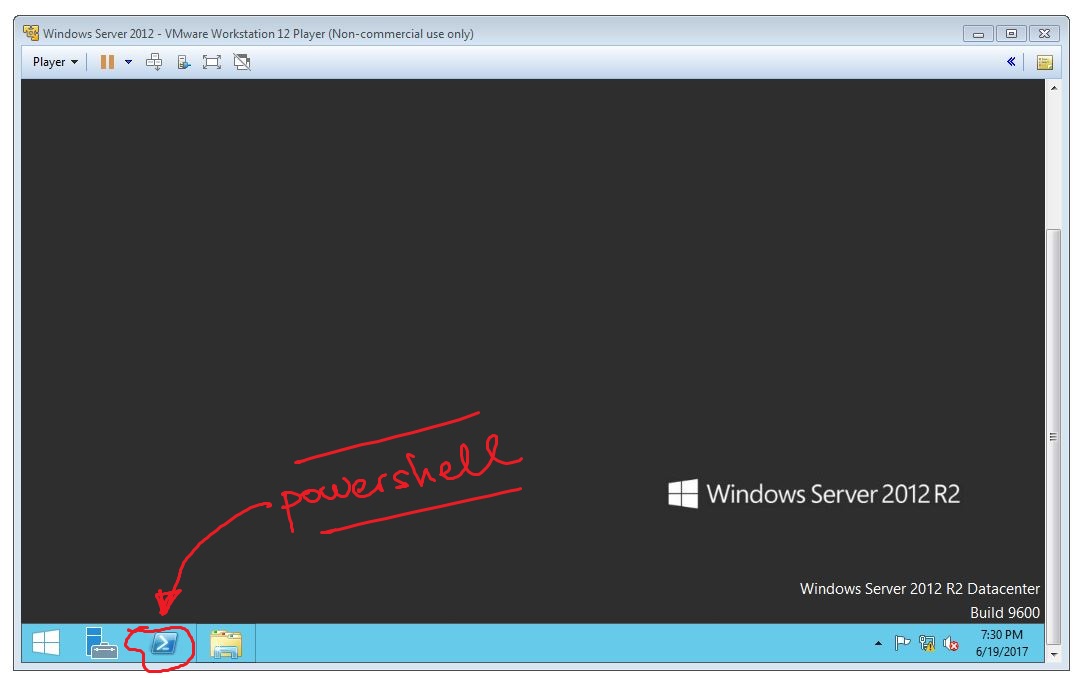 Windows Server 2012 - VMware Workstation 12 Player (Non-commercial use only)
Player
powershell
Windows Server 2012 R2
Windows Server 2012 R2 Datacenter
Build 9600
7:30 PM
6/19/2017